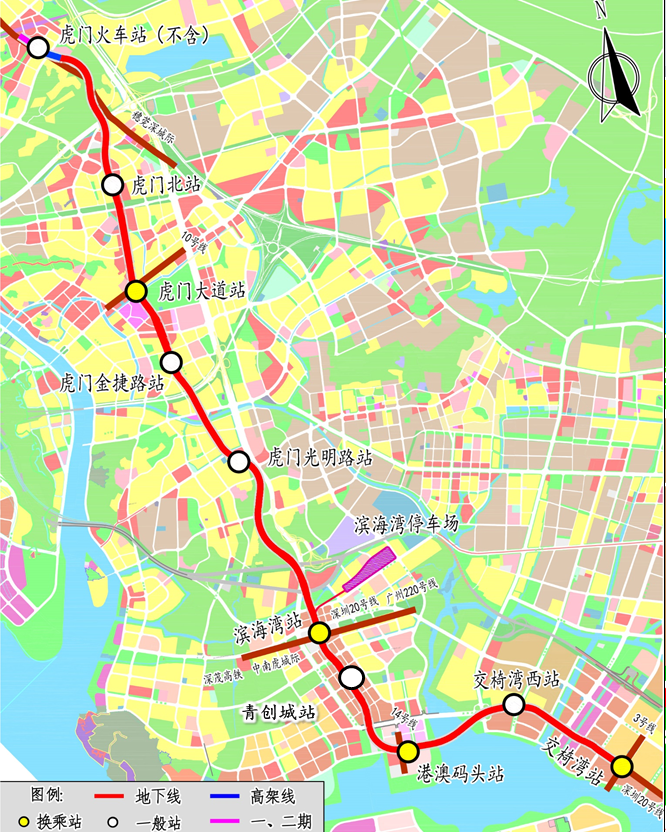 N
虎门火车站（不含）
穗莞深城际
虎门北站
10号线
虎门大道站
虎门金捷路站
虎门光明路站
滨海湾停车场
深圳20号线 广州220号线
滨海湾站
深茂高铁 中南虎城际
青创城站
14号线
港澳码头站
交椅湾西站
3号线
交椅湾站
深圳20号线
图例:
地下线
高架线
换乘站
一般站
一、二期